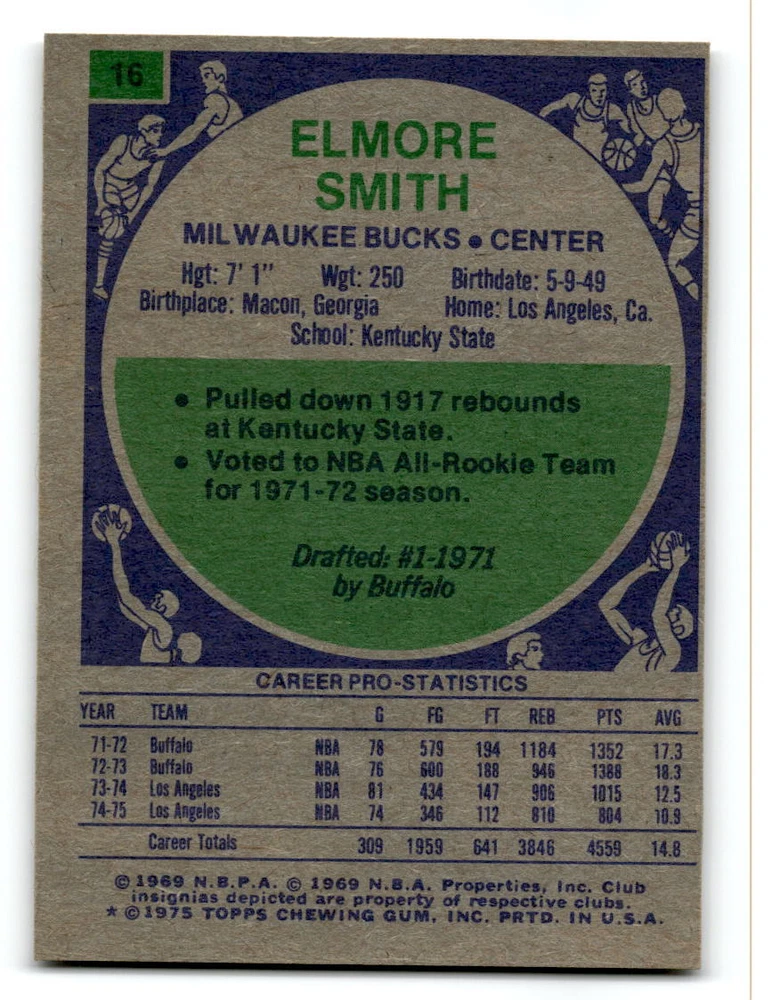 16
ELMORE
SMITH
MILWAUKEE BUCKS • CENTER
Hgt: 7' 1" Wgt: 250 Birthdate: 5-9-49
Birthplace: Macon, Georgia Home: Los Angeles, Ca.
School: Kentucky State
• Pulled down 1917 rebounds
at Kentucky State.
• Voted to NBA All-Rookie Team
for 1971-72 season.
Drafted: #1-1971
by Buffalo
CAREER PRO-STATISTICS
YEAR TEAM G FG FT REB PTS AVG
71-72 Buffalo NBA 78 579 194 1184 1352 17.3
72-73 Buffalo NBA 76 600 188 946 1388 18.3
73-74 Los Angeles NBA 81 434 147 906 1015 12.5
74-75 Los Angeles NBA 74 346 112 810 804 10.9
Career Totals 309 1959 641 3846 4559 14.8
© 1969 N.B.P.A. © 1969 N.B.A. Properties, Inc. Club
insignias depicted are property of respective clubs.
* © 1975 TOPPS CHEWING GUM, INC. PRTD. IN U.S.A.